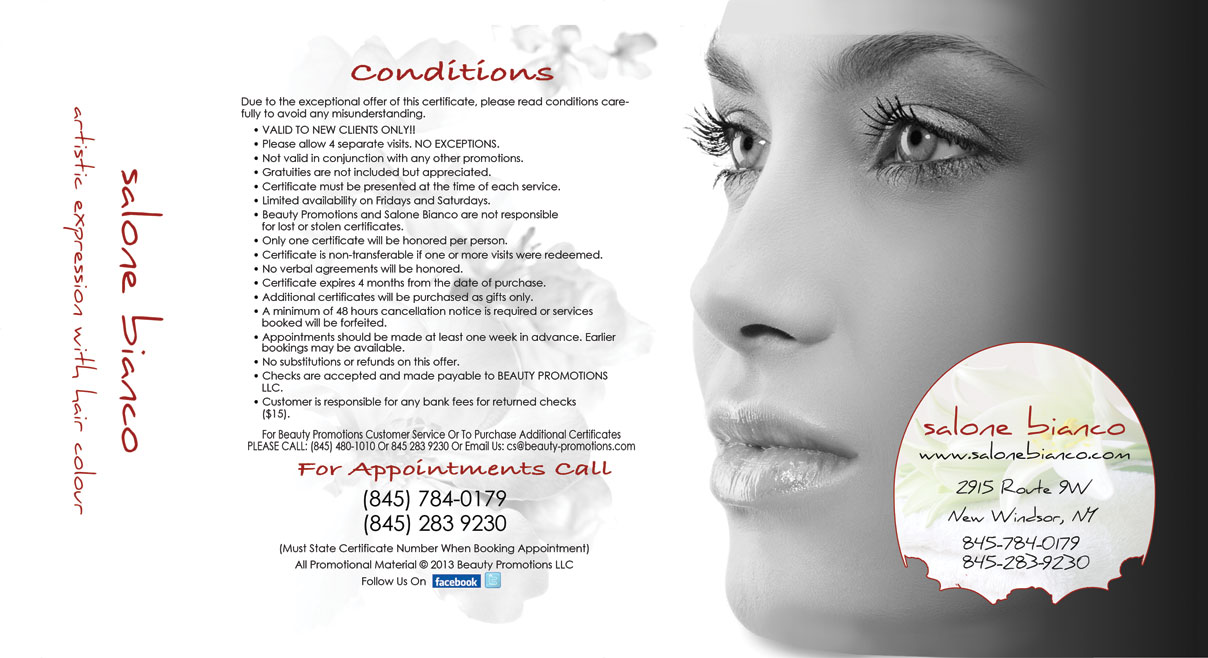 salone bianco
artistic expression with hair colour
Conditions
Due to the exceptional offer of this certificate, please read conditions care-
fully to avoid any misunderstanding.
• VALID TO NEW CLIENTS ONLY!!
• Please allow 4 separate visits. NO EXCEPTIONS.
• Not valid in conjunction with any other promotions.
• Gratuities are not included but appreciated.
• Certificate must be presented at the time of each service.
• Limited availability on Fridays and Saturdays.
• Beauty Promotions and Salone Bianco are not responsible
for lost or stolen certificates.
• Only one certificate will be honored per person.
• Certificate is non-transferable if one or more visits were redeemed.
• No verbal agreements will be honored.
• Certificate expires 4 months from the date of purchase.
• Additional certificates will be purchased as gifts only.
• A minimum of 48 hours cancellation notice is required or services
booked will be forfeited.
• Appointments should be made at least one week in advance. Earlier
bookings may be available.
• No substitutions or refunds on this offer.
• Checks are accepted and made payable to BEAUTY PROMOTIONS
LLC.
• Customer is responsible for any bank fees for returned checks
($15).
For Beauty Promotions Customer Service Or To Purchase Additional Certificates
PLEASE CALL: (845) 480-1010 Or 845 283 9230 Or Email Us: cs@beauty-promotions.com
For Appointments Call
(845) 784-0179
(845) 283 9230
(Must State Certificate Number When Booking Appointment)
All Promotional Material © 2013 Beauty Promotions LLC
Follow Us On facebook
salone bianco
www.salonebianco.com
2915 Route 9W
New Windsor, NY
845-784-0179
845-283-9230